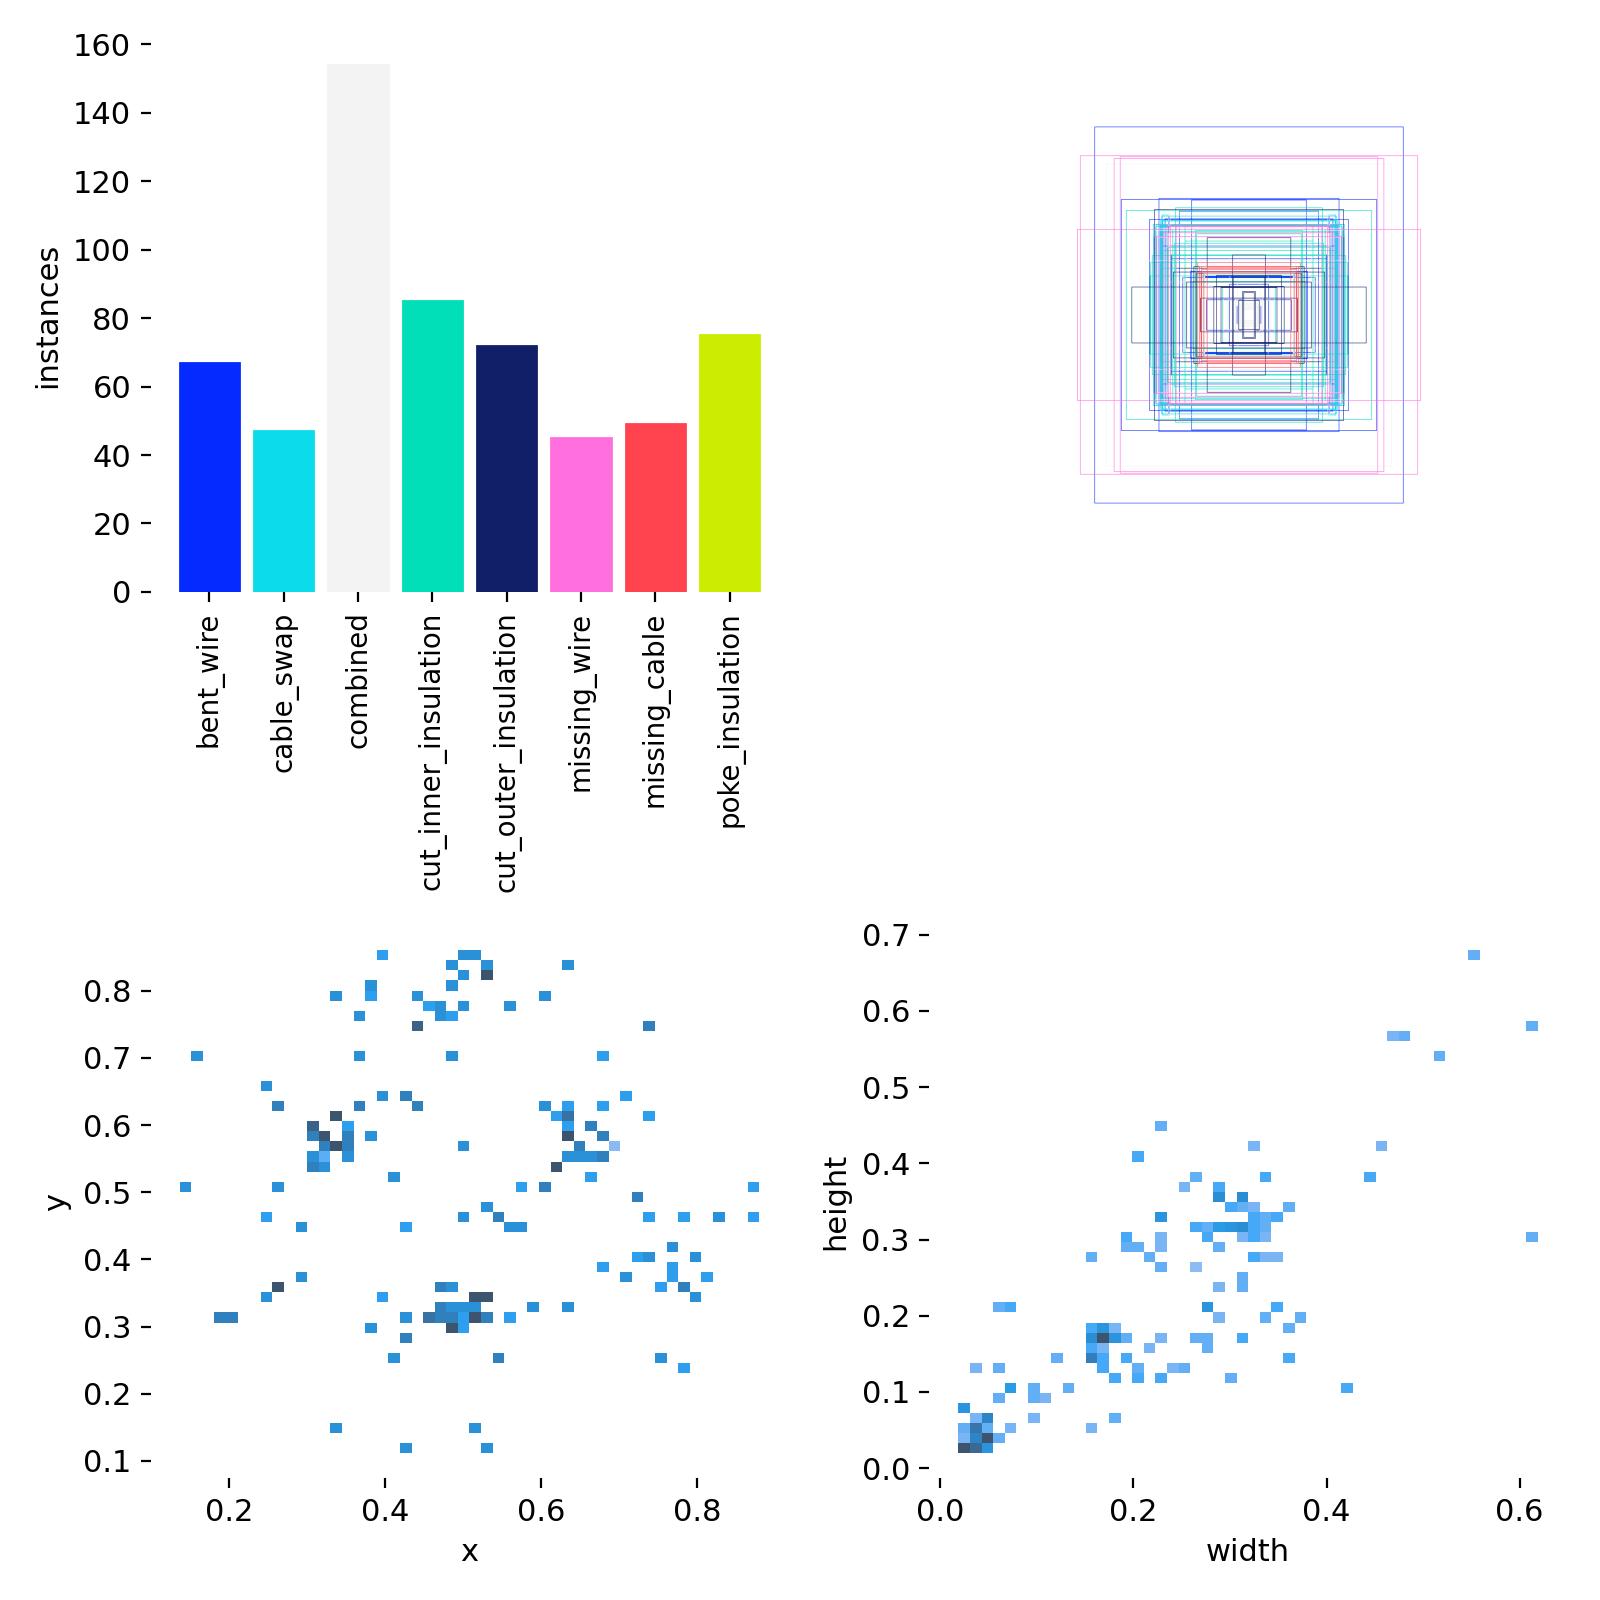 160
140
120
100
80
60
40
20
0
instances
bent_wire
cable_swap
combined
cut_inner_insulation
cut_outer_insulation
missing_wire
missing_cable
poke_insulation
0.8
0.7
0.6
0.5
0.4
0.3
0.2
0.1
y
0.2 0.4 0.6 0.8
x
0.7
0.6
0.5
0.4
0.3
0.2
0.1
0.0
height
0.0 0.2 0.4 0.6
width